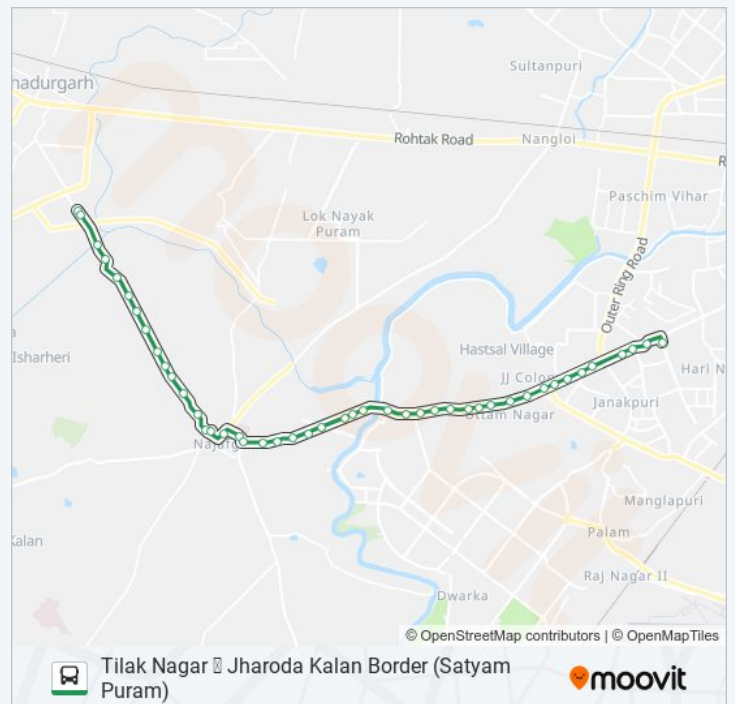 Sultanpuri
hadurgarh
Rohtak Road
Nangloi
R
Paschim Vihar
Lok Nayak
Puram
Outer Ring Road
Isharheri
Hastsal Village
JJ Colon
Hari N
Janakpuri
Uttam Nagar
Najafg
Manglapuri
Palam
Kalan
Raj Nagar II
Dwarka
© OpenStreetMap contributors | © OpenMapTiles
Tilak Nagar  Jharoda Kalan Border (Satyam
Puram)
moovit